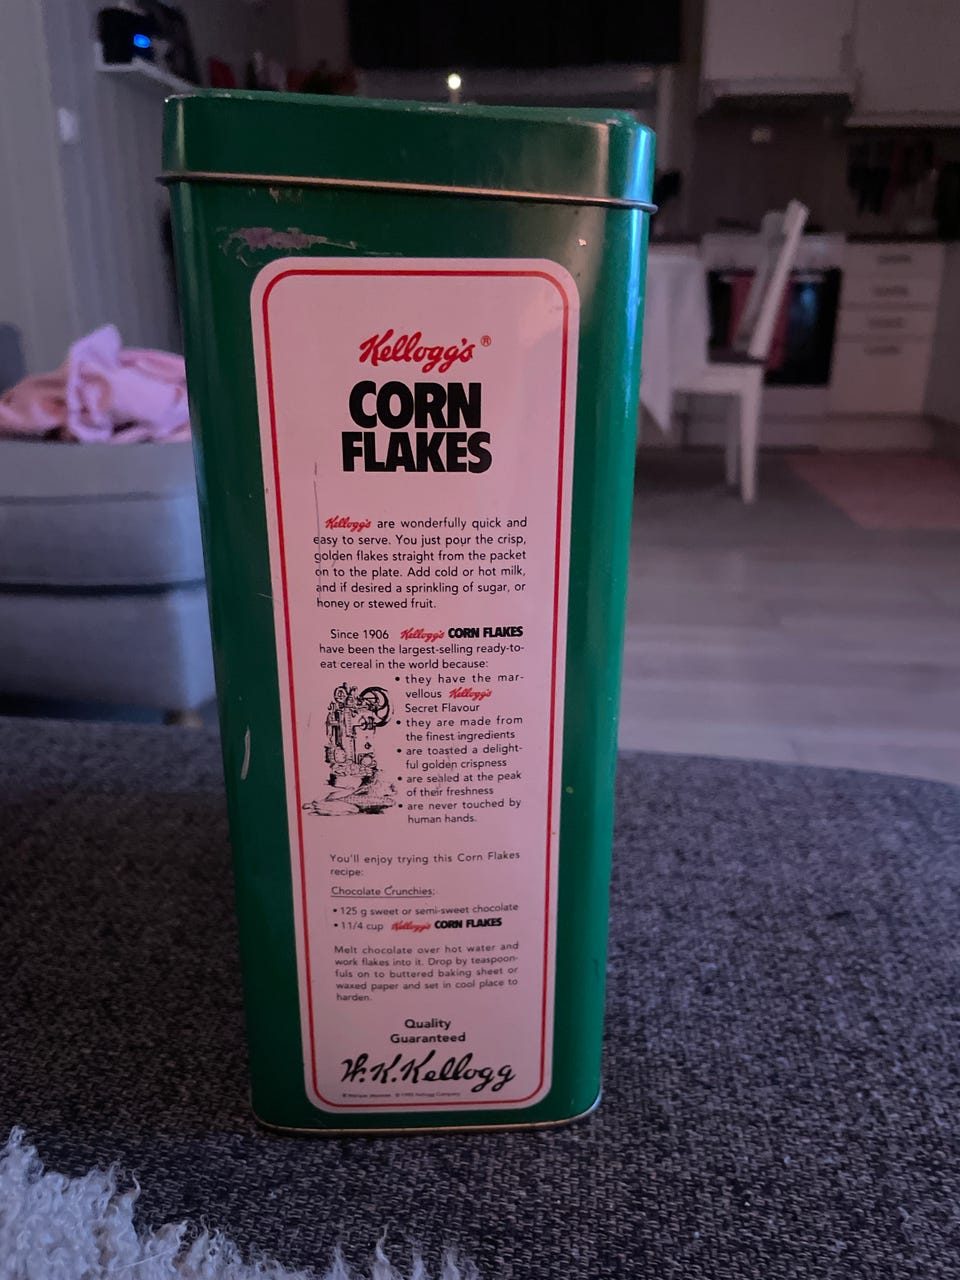 Kellogg's®
CORN
FLAKES
Kellogg's are wonderfully quick and
easy to serve. You just pour the crisp,
golden flakes straight from the packet
on to the plate. Add cold or hot milk,
and if desired a sprinkling of sugar, or
honey or stewed fruit.
Since 1906 Kellogg's CORN FLAKES
have been the largest-selling ready-to-
eat cereal in the world because:
• they have the mar-
vellous Kellogg's
Secret Flavour
• they are made from
the finest ingredients
• are toasted a delight-
ful golden crispness
• are sealed at the peak
of their freshness
• are never touched by
human hands.
You'll enjoy trying this Corn Flakes
recipe:
Chocolate Crunchies:
• 125 g sweet or semi-sweet chocolate
• 1 1/4 cup Kellogg's CORN FLAKES
Melt chocolate over hot water and
work flakes into it. Drop by teaspoon-
fuls on to buttered baking sheet or
waxed paper and set in cool place to
harden.
Quality
Guaranteed
W.K.Kellogg
Kellogg Company